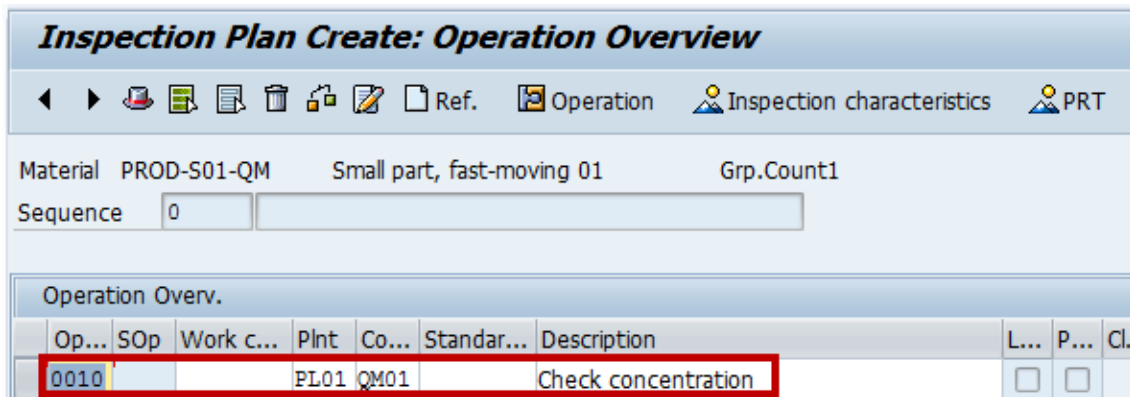 Inspection Plan Create: Operation Overview
Ref. Operation Inspection characteristics PRT
Material PROD-S01-QM Small part, fast-moving 01 Grp.Count1
Sequence 0
Operation Overv.
Op... SOp Work c... Plnt Co... Standar... Description L... P... Cl.
0010 PL01 QM01 Check concentration